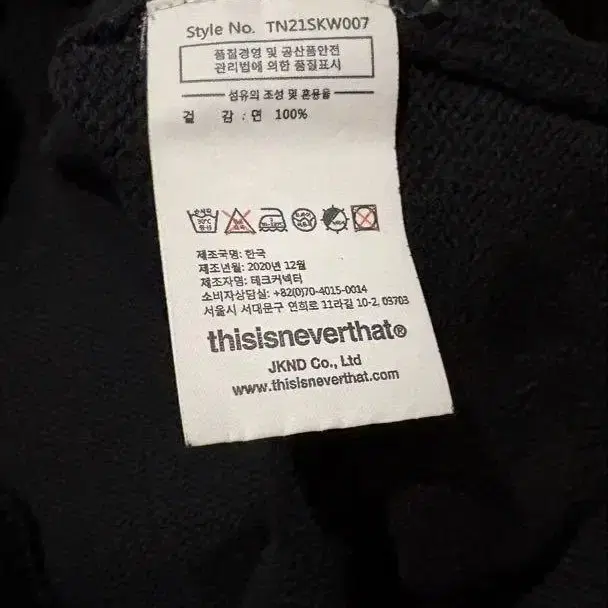 Style No. TN21SKW007
품질경영 및 공산품안전
관리법에 의한 품질표시
섬유의 조성 및 혼용율
겉 감 : 면 100%
제조국명: 한국
제조년월: 2020년 12월
제조자명: 테크커넥터
소비자상담실: +82(0)70-4015-0014
서울시 서대문구 연희로 11라길 10-2, 03703
thisisneverthat®
JKND Co., Ltd
www.thisisneverthat.com